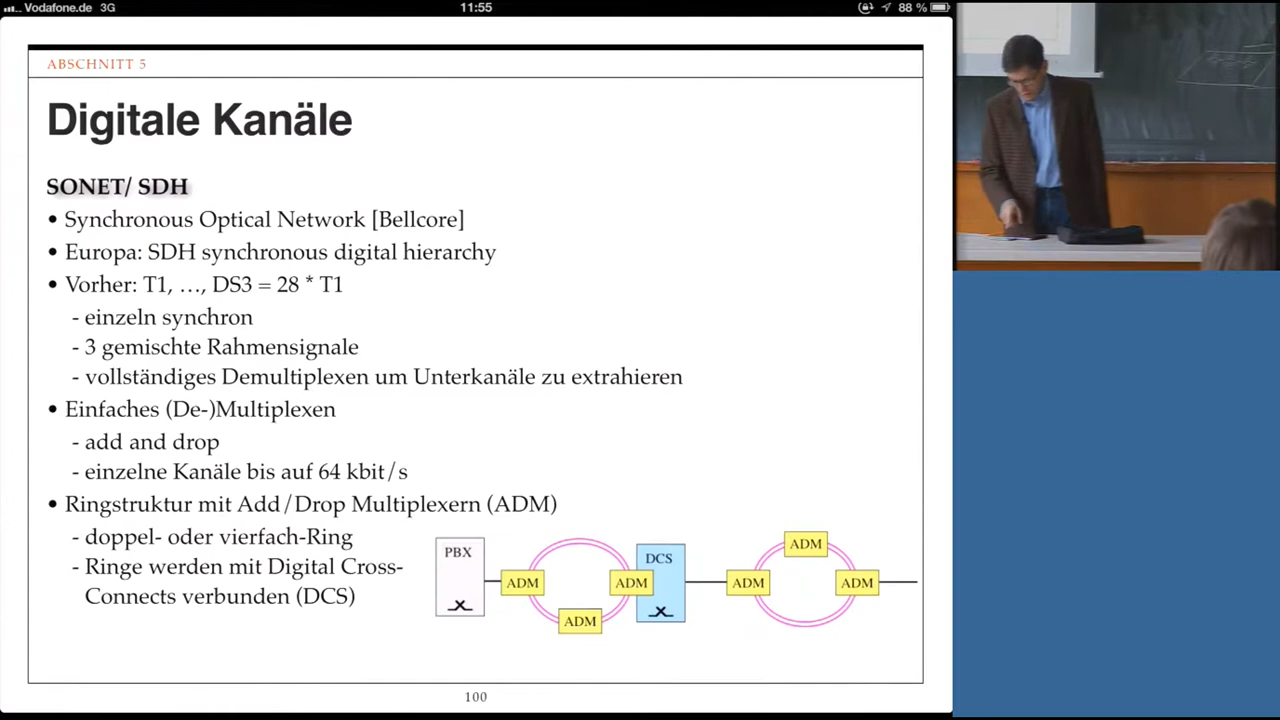 Vodafone.de 3G 11:55 88 %
ABSCHNITT 5
Digitale Kanäle
SONET/ SDH
• Synchronous Optical Network [Bellcore]
• Europa: SDH synchronous digital hierarchy
• Vorher: T1, …, DS3 = 28 * T1
- einzeln synchron
- 3 gemischte Rahmensignale
- vollständiges Demultiplexen um Unterkanäle zu extrahieren
• Einfaches (De-)Multiplexen
- add and drop
- einzelne Kanäle bis auf 64 kbit/s
• Ringstruktur mit Add/Drop Multiplexern (ADM)
- doppel- oder vierfach-Ring
- Ringe werden mit Digital Cross-
Connects verbunden (DCS)
PBX
ADM
ADM
ADM
DCS
ADM
ADM
ADM
100